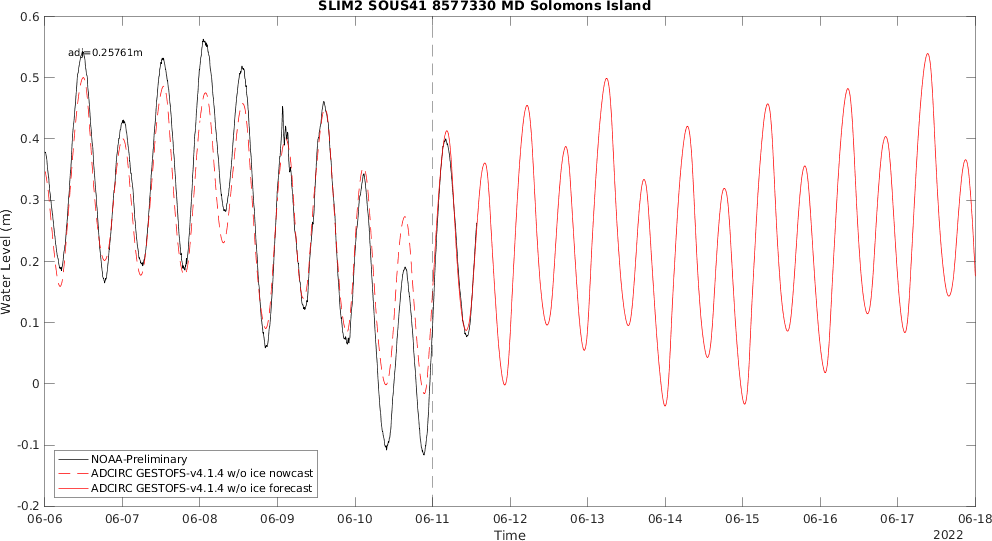 SLIM2 SOUS41 8577330 MD Solomons Island
0.6
adj=0.25761m
0.5
0.4
0.3
0.2
0.1
0
-0.1
-0.2
Water Level (m)
NOAA-Preliminary
ADCIRC GESTOFS-v4.1.4 w/o ice nowcast
ADCIRC GESTOFS-v4.1.4 w/o ice forecast
06-06 06-07 06-08 06-09 06-10 06-11 06-12 06-13 06-14 06-15 06-16 06-17 06-18
Time
2022